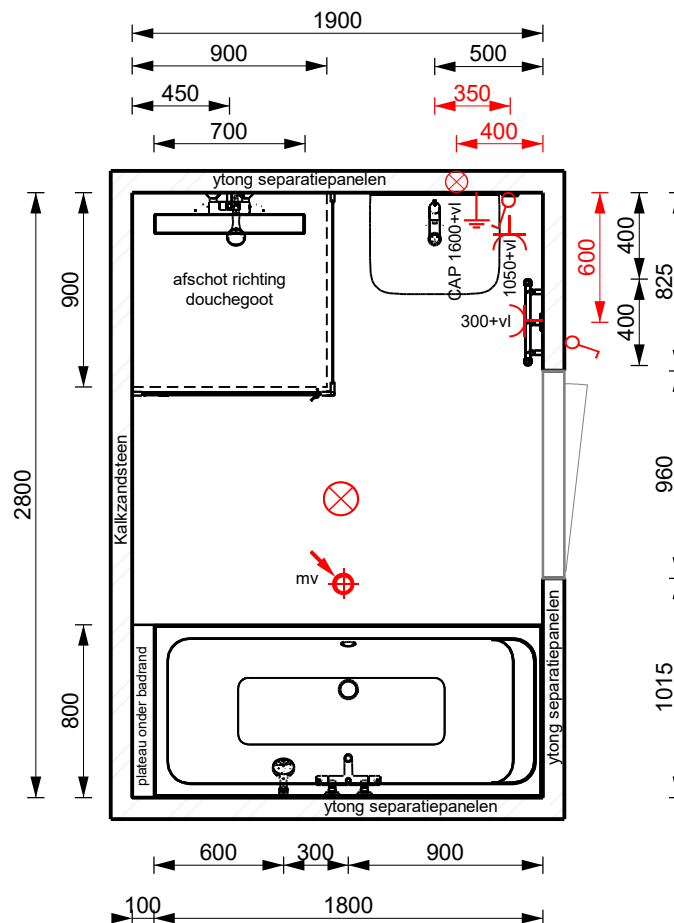 1900
900
500
450
350
700
400
ytong separatiepanelen
CAP 1600+vl
1050+vl
300+vl
afschot richting
douchegoot
900
600
400
400
825
2800
Kalkzandsteen
960
mv
800
plateau onder badrand
ytong separatiepanelen
1015
ytong separatiepanelen
600
300
900
100
1800